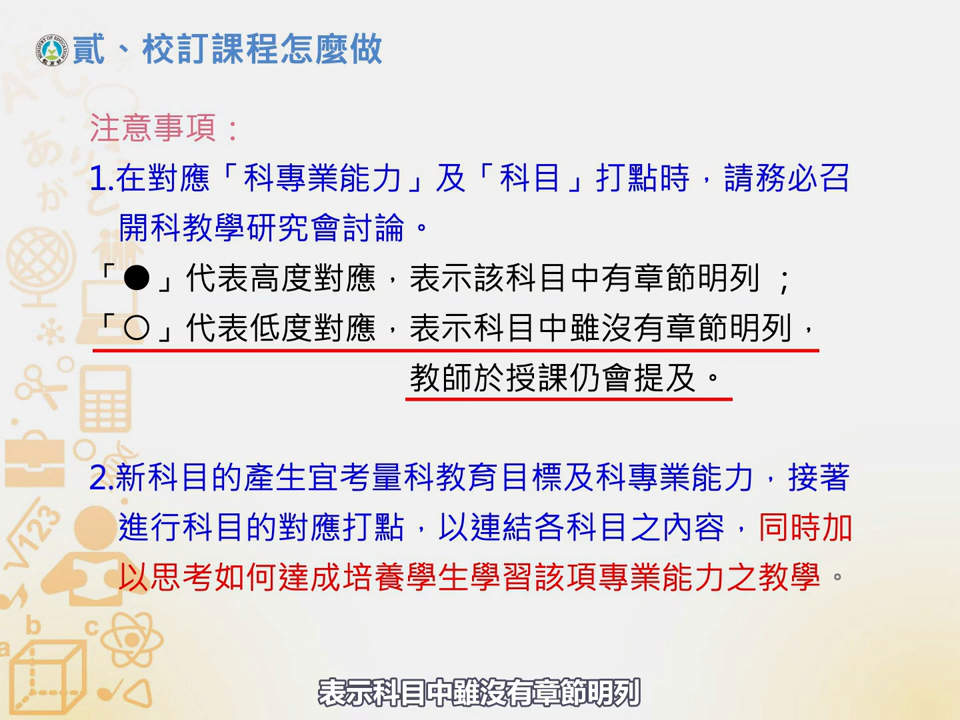 貳、校訂課程怎麼做
注意事項：
1.在對應「科專業能力」及「科目」打點時，請務必召
開科教學研究會討論。
「●」代表高度對應，表示該科目中有章節明列；
「○」代表低度對應，表示科目中雖沒有章節明列，
教師於授課仍會提及。
2.新科目的產生宜考量科教育目標及科專業能力，接著
進行科目的對應打點，以連結各科目之內容，同時加
以思考如何達成培養學生學習該項專業能力之教學。
表示科目中雖沒有章節明列